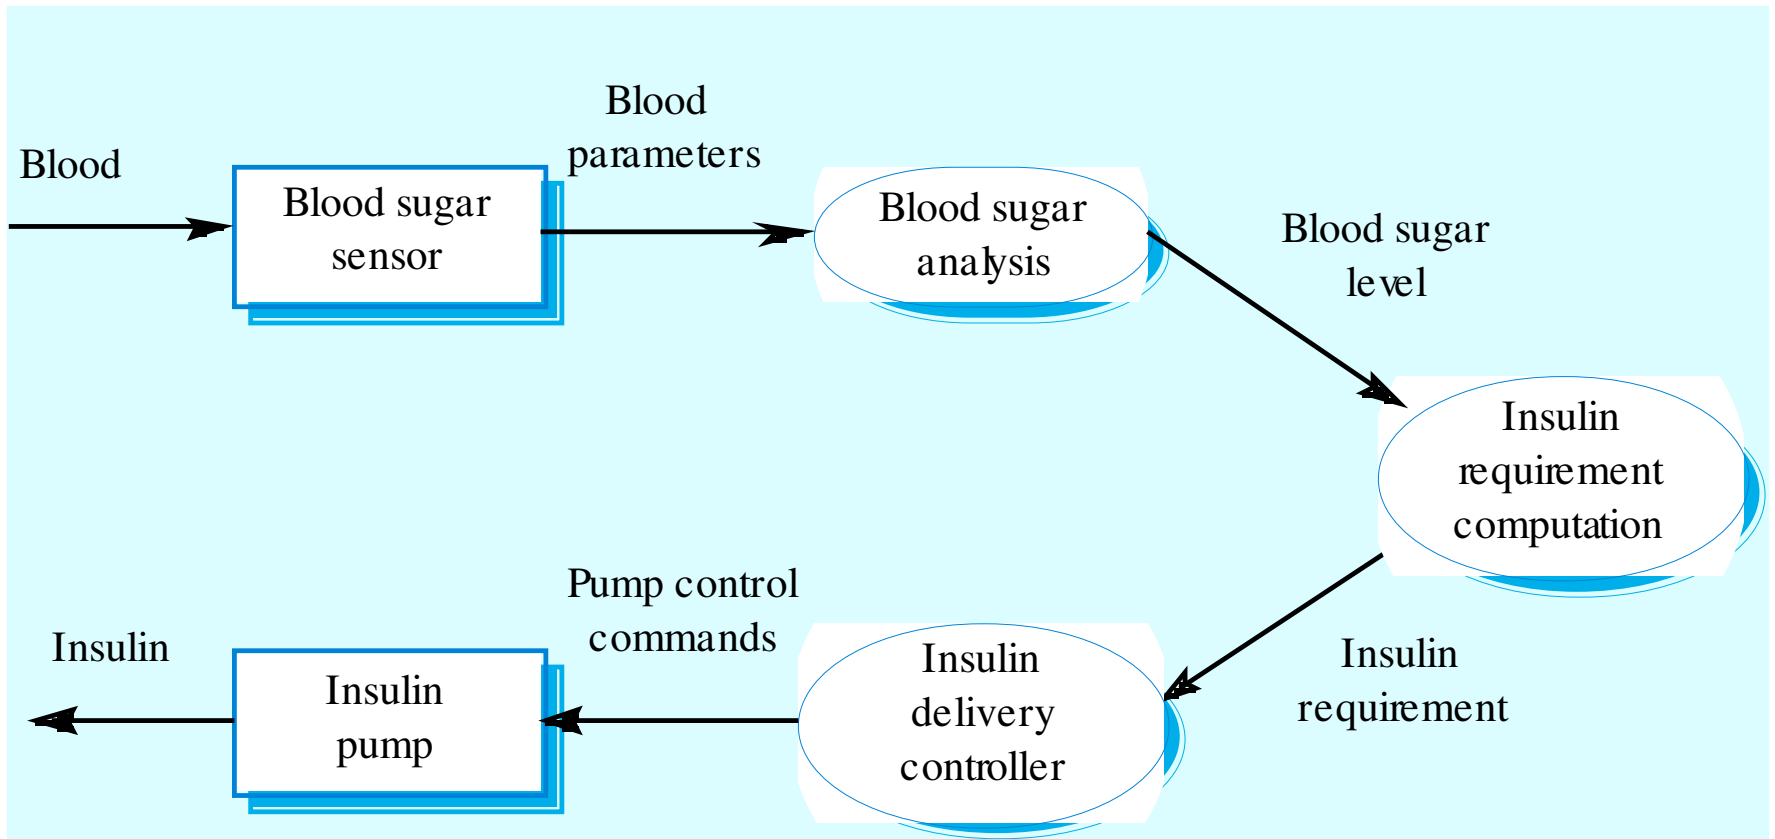 Blood
Blood sugar
sensor
Blood
parameters
Blood sugar
analysis
Blood sugar
level
Insulin
requirement
computation
Insulin
requirement
Insulin
delivery
controller
Pump control
commands
Insulin
pump
Insulin